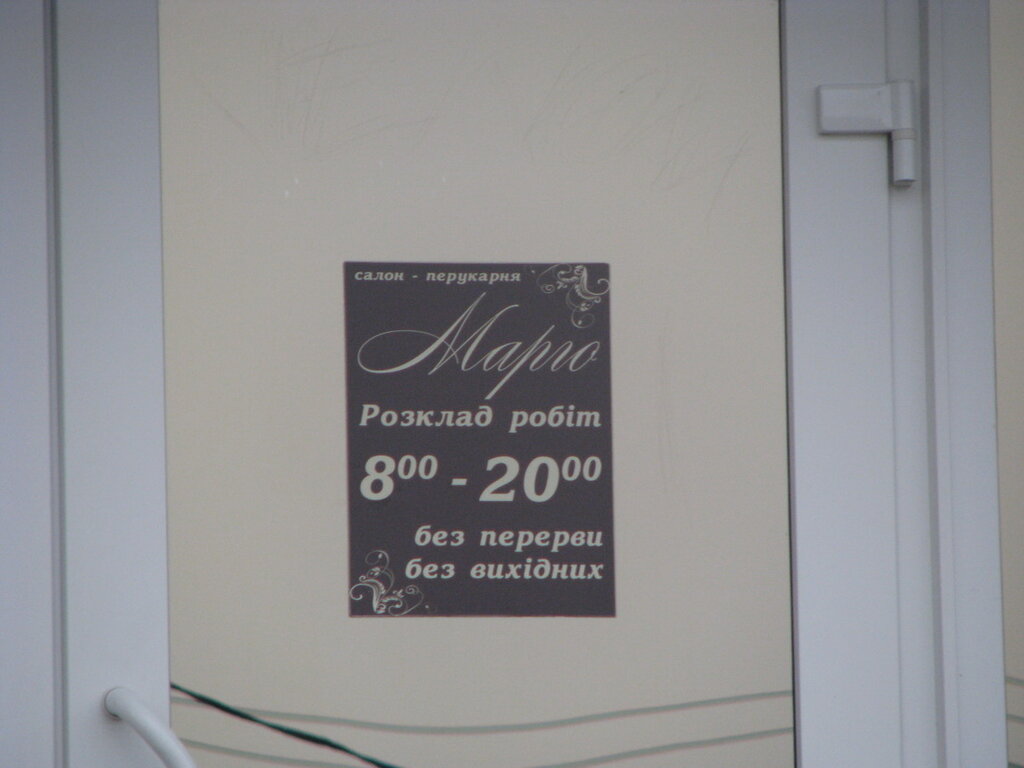 салон - перукарня
Марго
Розклад робіт
8⁰⁰ - 20⁰⁰
без перерви
без вихідних